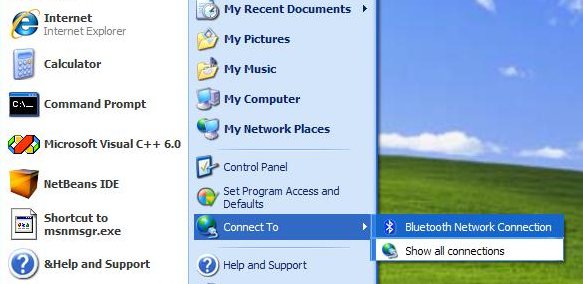 Internet
Internet Explorer
Calculator
C:\_
Command Prompt
Microsoft Visual C++ 6.0
NetBeans IDE
Shortcut to
msnmsgr.exe
&Help and Support
My Recent Documents
My Pictures
My Music
My Computer
My Network Places
Control Panel
Set Program Access and
Defaults
Connect To
Help and Support
Bluetooth Network Connection
Show all connections